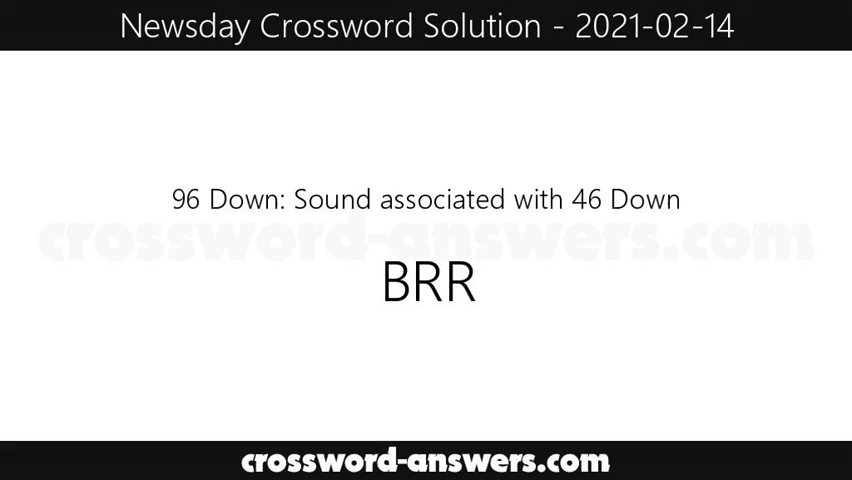 Newsday Crossword Solution - 2021-02-14
96 Down: Sound associated with 46 Down
crossword-answers.com
BRR
crossword-answers.com